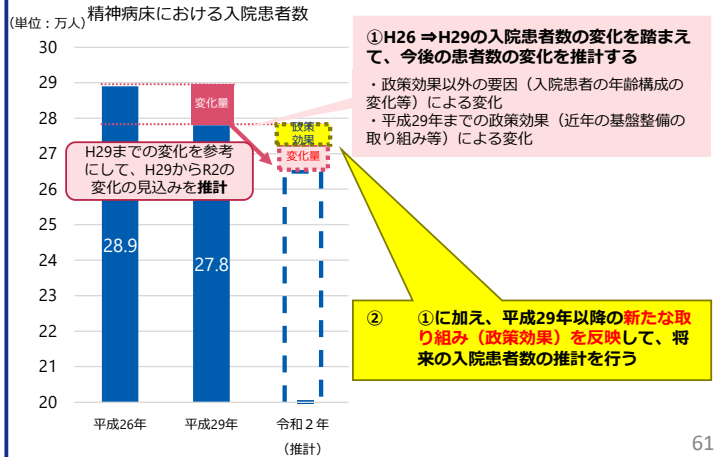 精神病床における入院患者数
(単位：万人)
30
29
28
27
26
25
24
23
22
21
20
変化量
政策
効果
変化量
H29までの変化を参考
にして、H29からR2の
変化の見込みを推計
28.9
27.8
平成26年
平成29年
令和２年
（推計）
①H26 ⇒H29の入院患者数の変化を踏まえ
て、今後の患者数の変化を推計する
・政策効果以外の要因（入院患者の年齢構成の
変化等）による変化
・平成29年までの政策効果（近年の基盤整備の
取り組み等）による変化
② ①に加え、平成29年以降の新たな取
り組み（政策効果）を反映して、将
来の入院患者数の推計を行う
61